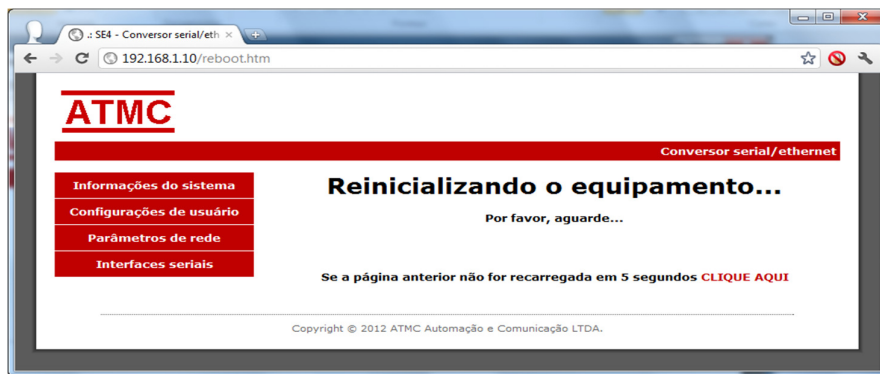 .: SE4 - Conversor serial/eth
192.168.1.10/reboot.htm
ATMC
Conversor serial/ethernet
Informações do sistema
Configurações de usuário
Parâmetros de rede
Interfaces seriais
Reinicializando o equipamento...
Por favor, aguarde...
Se a página anterior não for recarregada em 5 segundos CLIQUE AQUI
Copyright © 2012 ATMC Automação e Comunicação LTDA.